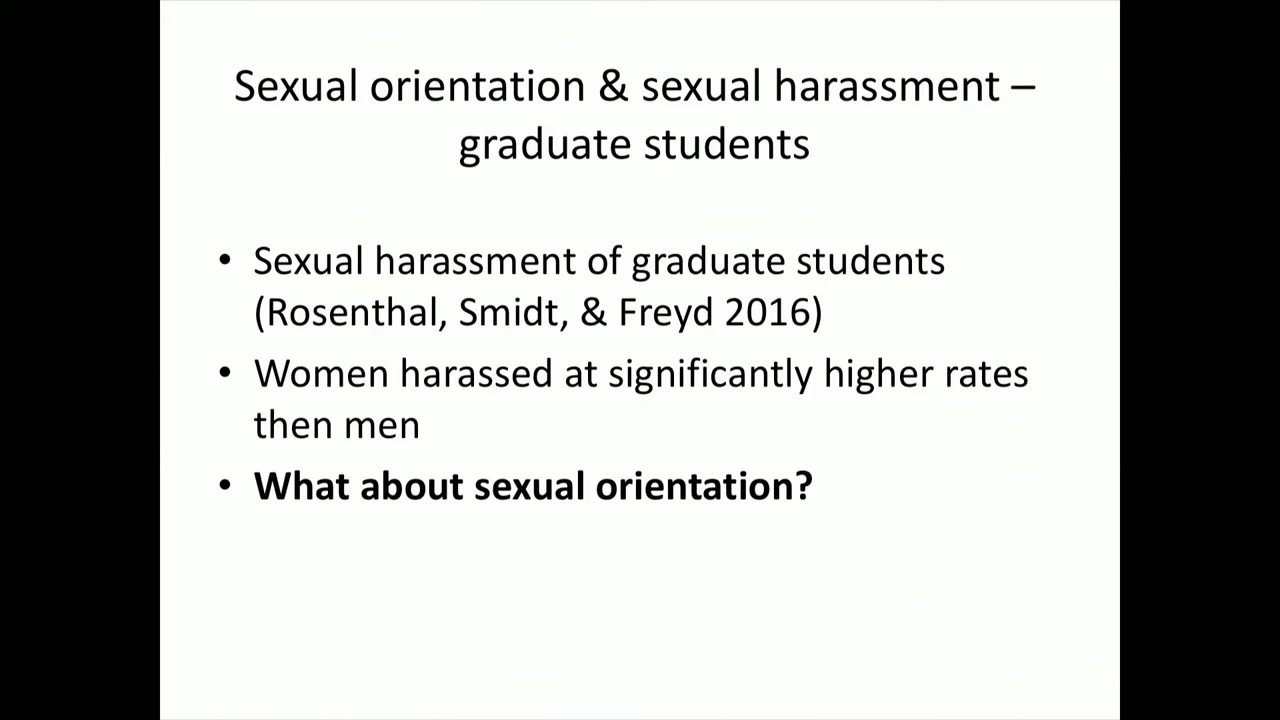 Sexual orientation & sexual harassment –
graduate students
• Sexual harassment of graduate students
(Rosenthal, Smidt, & Freyd 2016)
• Women harassed at significantly higher rates
then men
• What about sexual orientation?